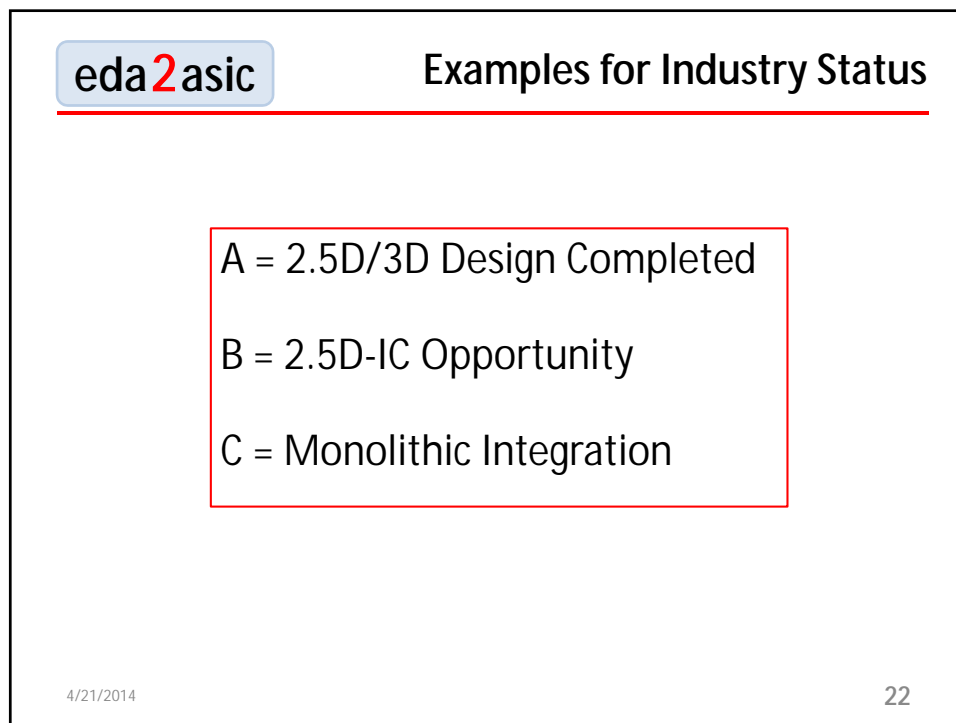 eda2asic
Examples for Industry Status
A = 2.5D/3D Design Completed
B = 2.5D-IC Opportunity
C = Monolithic Integration
4/21/2014
22